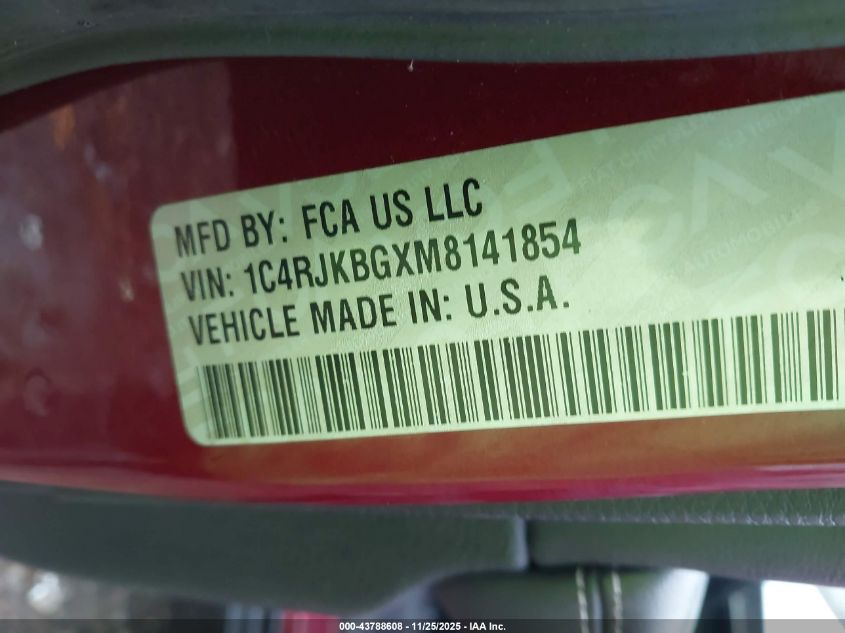 MFD BY: FCA US LLC
VIN: 1C4RJKBGXM8141854
VEHICLE MADE IN: U.S.A.
000-43788608 - 11/25/2025 - IAA Inc.